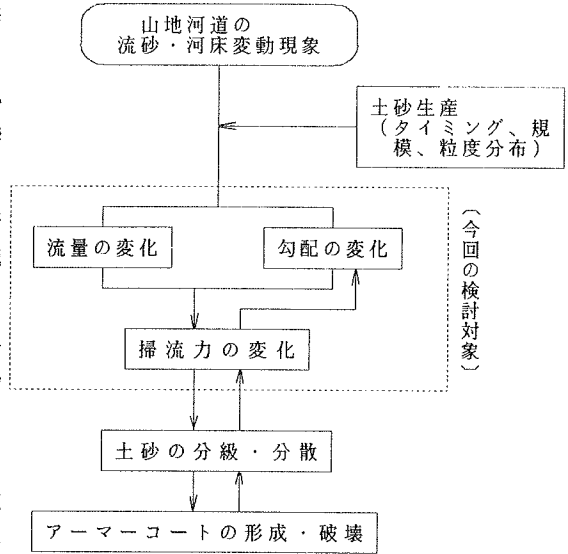 山地河道の
流砂・河床変動現象
土砂生産
(タイミング、規
模、粒度分布)
流量の変化
勾配の変化
〔今回の検討対象〕
掃流力の変化
土砂の分級・分散
アーマーコートの形成・破壊